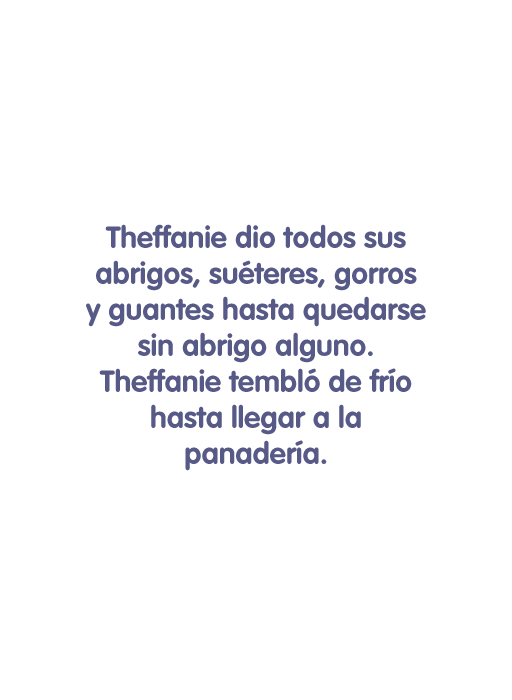 Theffanie dio todos sus
abrigos, suéteres, gorros
y guantes hasta quedarse
sin abrigo alguno.
Theffanie tembló de frío
hasta llegar a la
panadería.